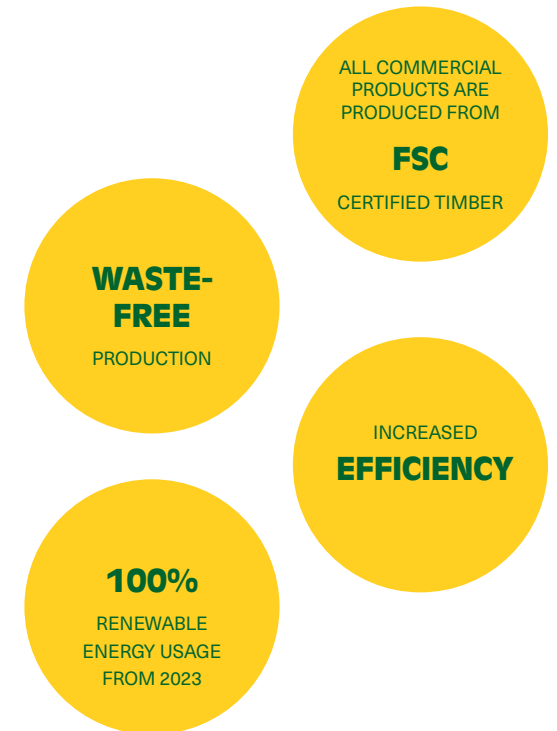 ALL COMMERCIAL
PRODUCTS ARE
PRODUCED FROM
FSC
CERTIFIED TIMBER
WASTE-
FREE
PRODUCTION
INCREASED
EFFICIENCY
100%
RENEWABLE
ENERGY USAGE
FROM 2023